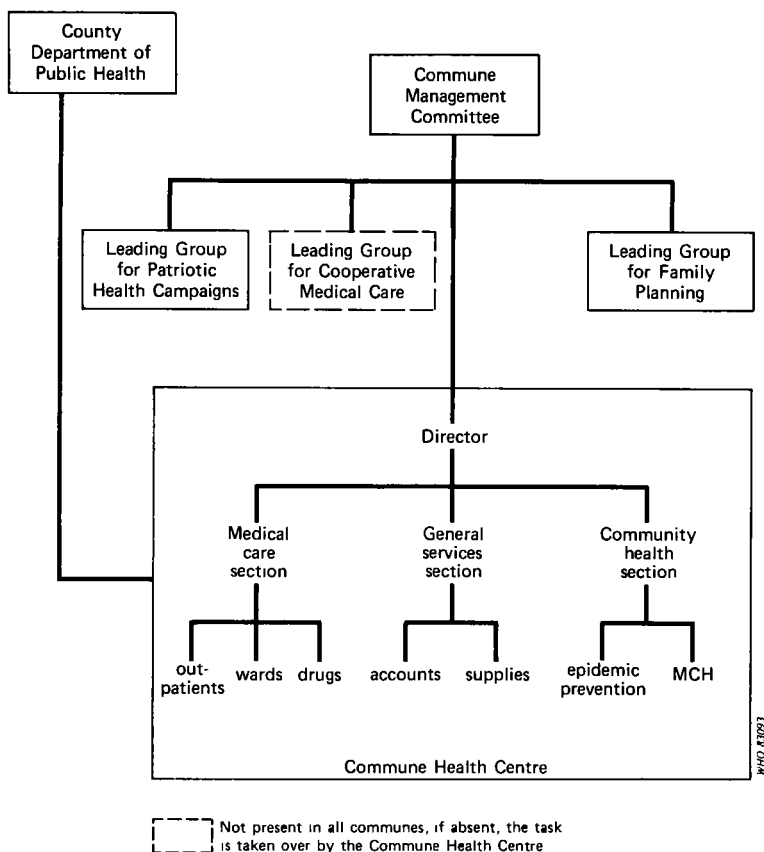 County
Department of
Public Health
Commune
Management
Committee
Leading Group
for Patriotic
Health Campaigns
Leading Group
for Cooperative
Medical Care
Leading Group
for Family
Planning
Director
Medical
care
section
General
services
section
Community
health
section
out-
patients
wards
drugs
accounts
supplies
epidemic
prevention
MCH
Commune Health Centre
WHO 83093
Not present in all communes, if absent, the task
is taken over by the Commune Health Centre